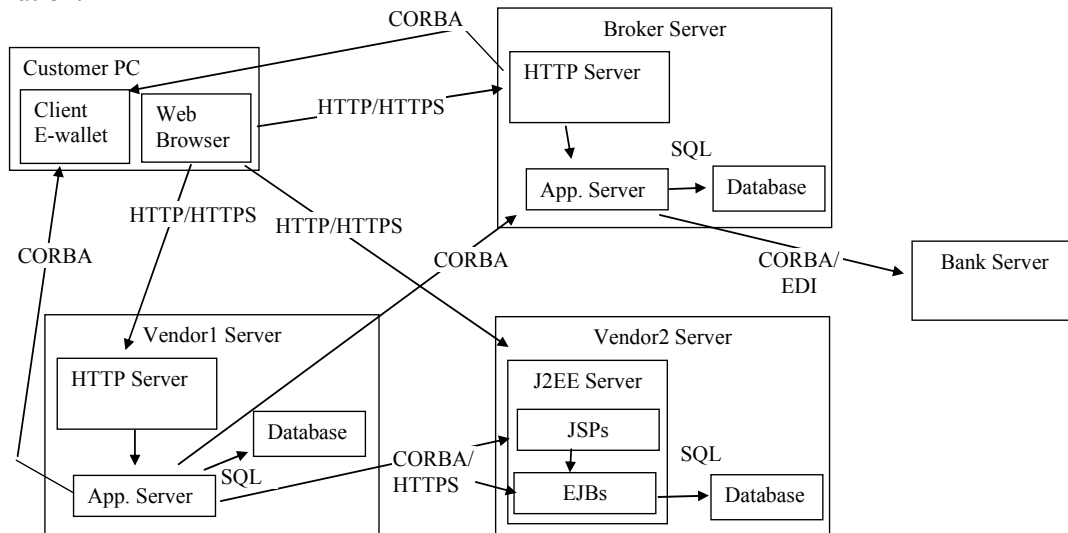 CORBA
Broker Server
Customer PC
HTTP Server
Client
E-wallet
Web
Browser
HTTP/HTTPS
SQL
App. Server
Database
HTTP/HTTPS
HTTP/HTTPS
CORBA
CORBA
CORBA/
EDI
Bank Server
Vendor1 Server
Vendor2 Server
HTTP Server
J2EE Server
Database
JSPs
SQL
CORBA/
HTTPS
SQL
App. Server
EJBs
Database